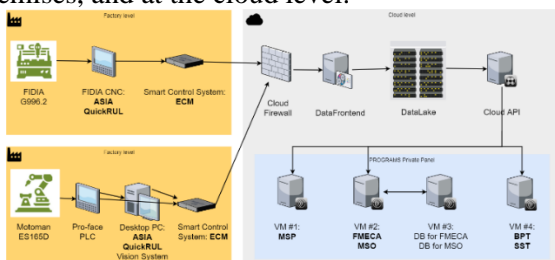 emises, and at the cloud level.
Factory level
Cloud level
FIDIA
G996.2
FIDIA CNC:
ASIA
QuickRUL
Smart Control System:
ECM
Cloud
Firewall
DataFrontend
DataLake
Cloud API
Factory level
PROGRAMS Private Panel
Motoman
ES165D
Pro-face
PLC
Desktop PC:
ASIA
QuickRUL
Vision System
Smart Control
System: ECM
VM #1:
MSP
VM #2:
FMECA
MSO
VM #3:
DB for FMECA
DB for MSO
VM #4:
BPT
SST